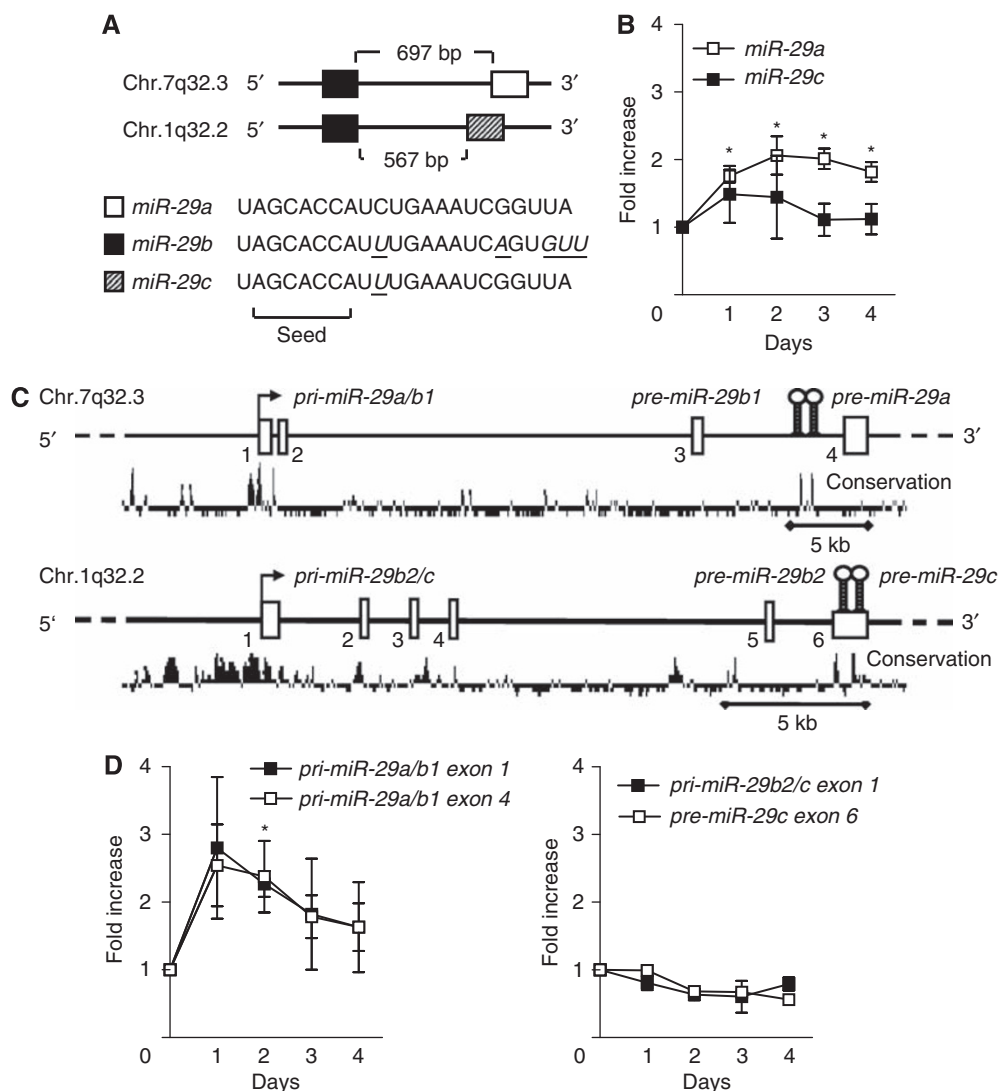 A
697 bp
Chr.7q32.3 5′ 3′
Chr.1q32.2 5′ 3′
567 bp
miR-29a UAGCACCAUCUGAAAUCGGUUA
miR-29b UAGCACCAUUUGAAAUCAGUGUU
miR-29c UAGCACCAUUUGAAAUCGGUUA
Seed
B
miR-29a
miR-29c
Fold increase
4
3
2
1
0
* * * *
1 2 3 4
Days
C
Chr.7q32.3 pri-miR-29a/b1 pre-miR-29b1 pre-miR-29a
5′ 3′
1 2 3 4
Conservation
5 kb
Chr.1q32.2 pri-miR-29b2/c pre-miR-29b2 pre-miR-29c
5‘ 3′
1 2 3 4 5 6
Conservation
5 kb
D
pri-miR-29a/b1 exon 1
pri-miR-29a/b1 exon 4
Fold increase
4
3
2
1
0
*
1 2 3 4
Days
pri-miR-29b2/c exon 1
pre-miR-29c exon 6
Fold increase
4
3
2
1
0
1 2 3 4
Days